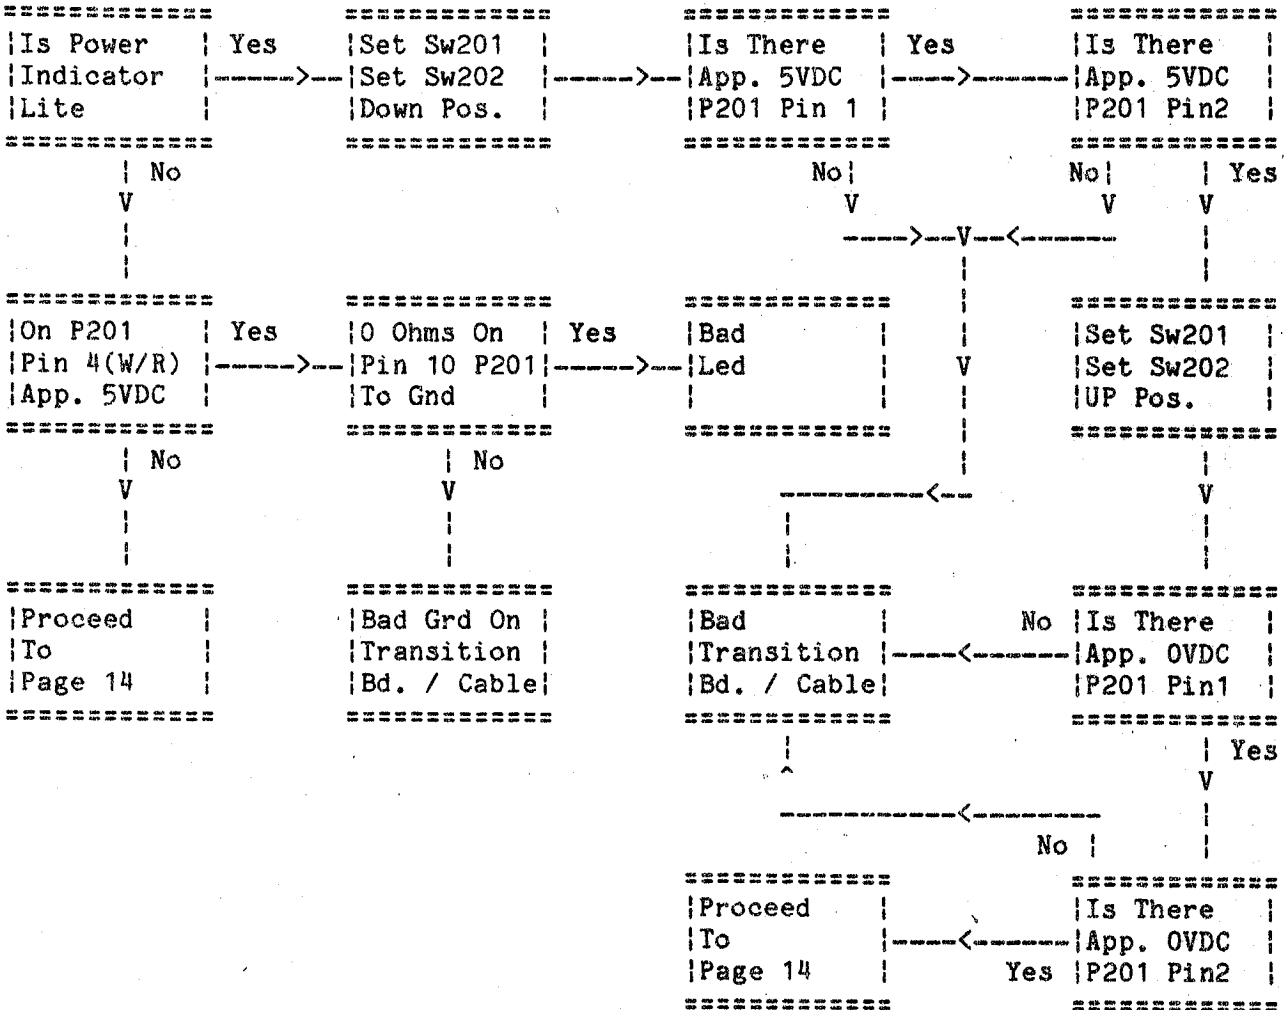 Is Power
Indicator
Lite
Yes
Set Sw201
Set Sw202
Down Pos.
Is There
App. 5VDC
P201 Pin 1
Yes
Is There
App. 5VDC
P201 Pin2
No
No
No
Yes
On P201
Pin 4(W/R)
App. 5VDC
Yes
0 Ohms On
Pin 10 P201
To Gnd
Yes
Bad
Led
Set Sw201
Set Sw202
UP Pos.
No
No
Proceed
To
Page 14
Bad Grd On
Transition
Bd. / Cable
Bad
Transition
Bd. / Cable
No
Is There
App. 0VDC
P201 Pin1
Yes
No
Proceed
To
Page 14
Yes
Is There
App. 0VDC
P201 Pin2